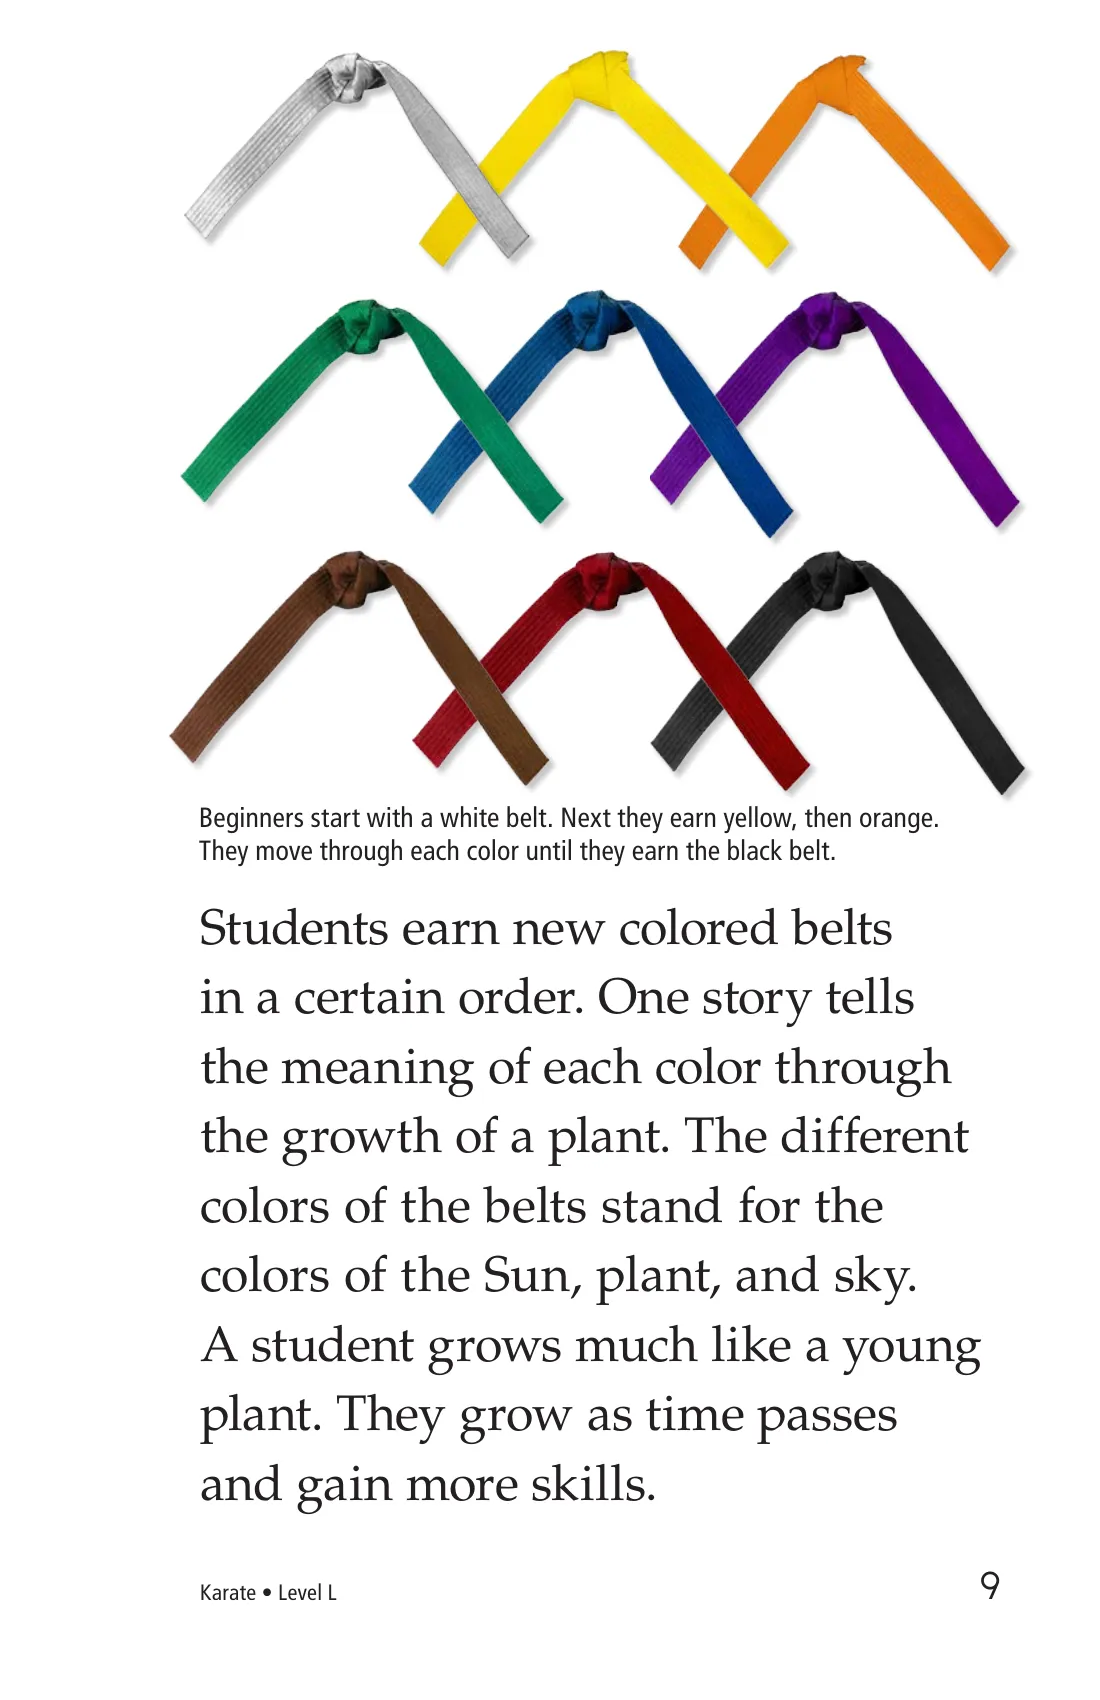 Beginners start with a white belt. Next they earn yellow, then orange.
They move through each color until they earn the black belt.
Students earn new colored belts
in a certain order. One story tells
the meaning of each color through
the growth of a plant. The different
colors of the belts stand for the
colors of the Sun, plant, and sky.
A student grows much like a young
plant. They grow as time passes
and gain more skills.
Karate • Level L
9